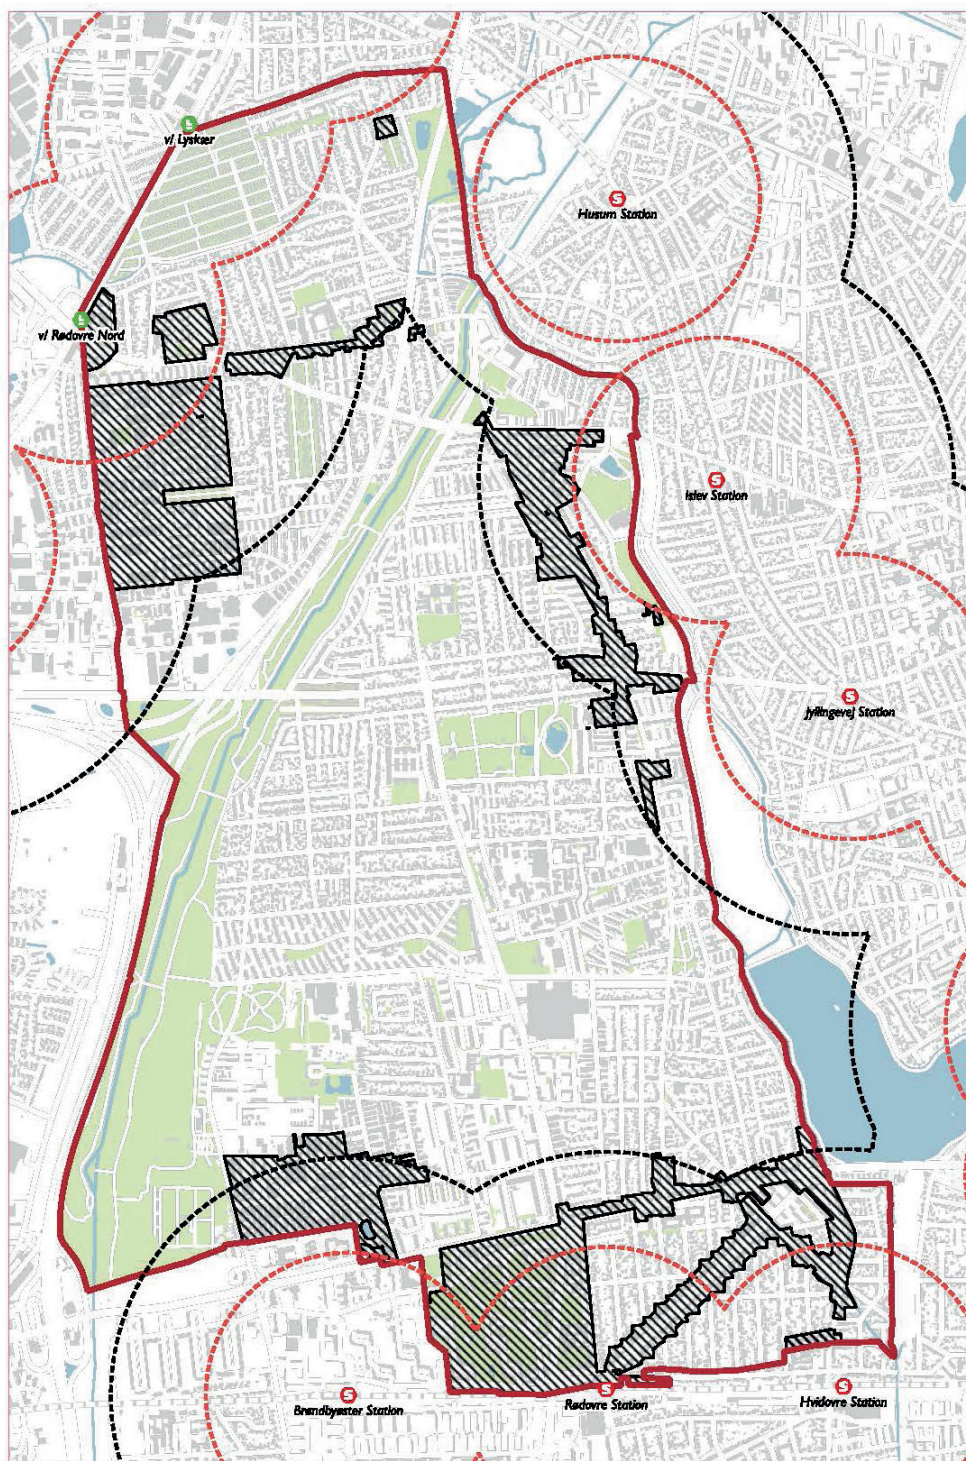 v/ Lyskær
Husum Station
v/ Rødovre Nord
Islev Station
Jyllingevej Station
Brøndbyøster Station
Rødovre Station
Hvidovre Station